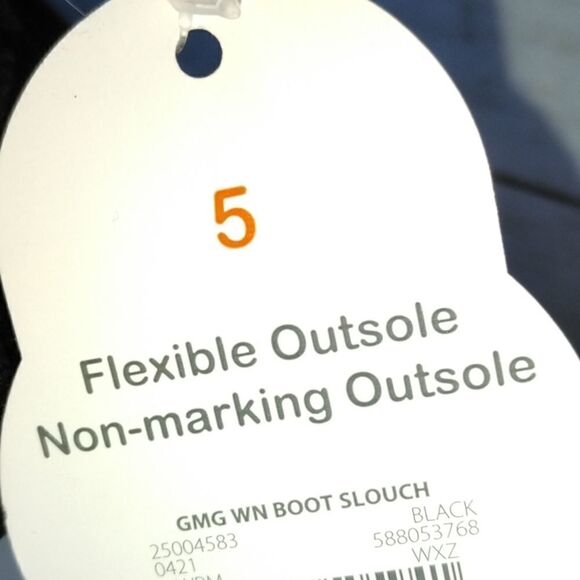 5
Flexible Outsole
Non-marking Outsole
GMG WN BOOT SLOUCH
25004583 BLACK
0421 588053768
WXZ